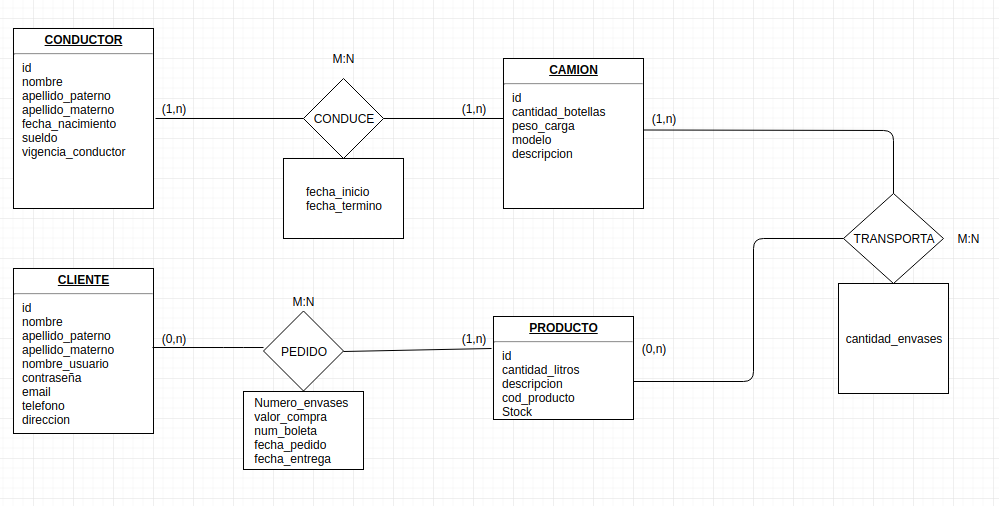 CONDUCTOR
id
nombre
apellido_paterno
apellido_materno
fecha_nacimiento
sueldo
vigencia_conductor
(1,n)
M:N
CONDUCE
fecha_inicio
fecha_termino
(1,n)
CAMION
id
cantidad_botellas
peso_carga
modelo
descripcion
(1,n)
TRANSPORTA
M:N
cantidad_envases
CLIENTE
id
nombre
apellido_paterno
apellido_materno
nombre_usuario
contraseña
email
telefono
direccion
(0,n)
M:N
PEDIDO
Numero_envases
valor_compra
num_boleta
fecha_pedido
fecha_entrega
(1,n)
PRODUCTO
id
cantidad_litros
descripcion
cod_producto
Stock
(0,n)